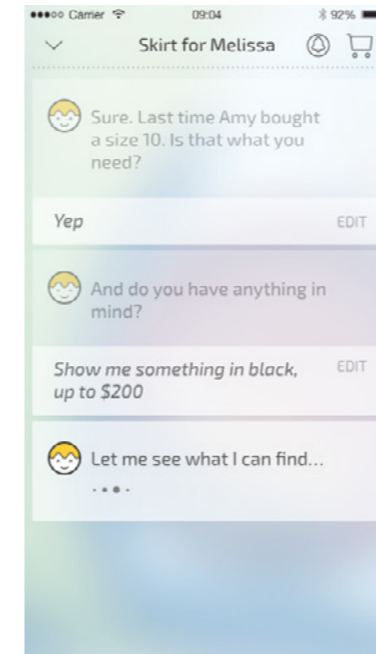 Carrier 09:04 92%
Skirt for Melissa
Sure. Last time Amy bought
a size 10. Is that what you
need?
Yep EDIT
And do you have anything in
mind?
Show me something in black, EDIT
up to $200
Let me see what I can find...